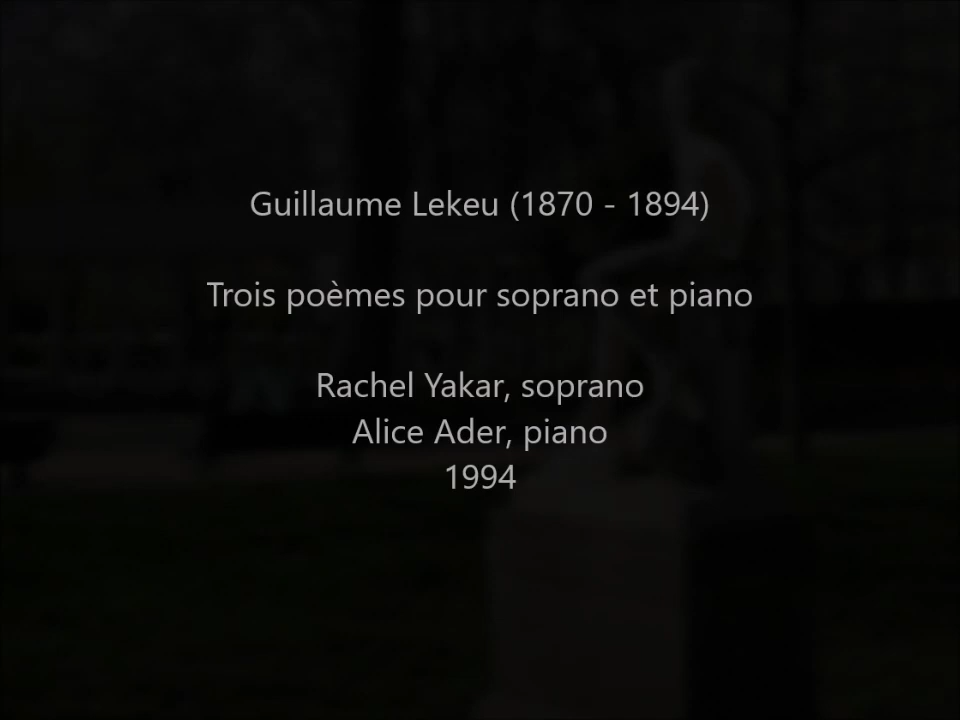 Guillaume Lekeu (1870 - 1894)
Trois poèmes pour soprano et piano
Rachel Yakar, soprano
Alice Ader, piano
1994